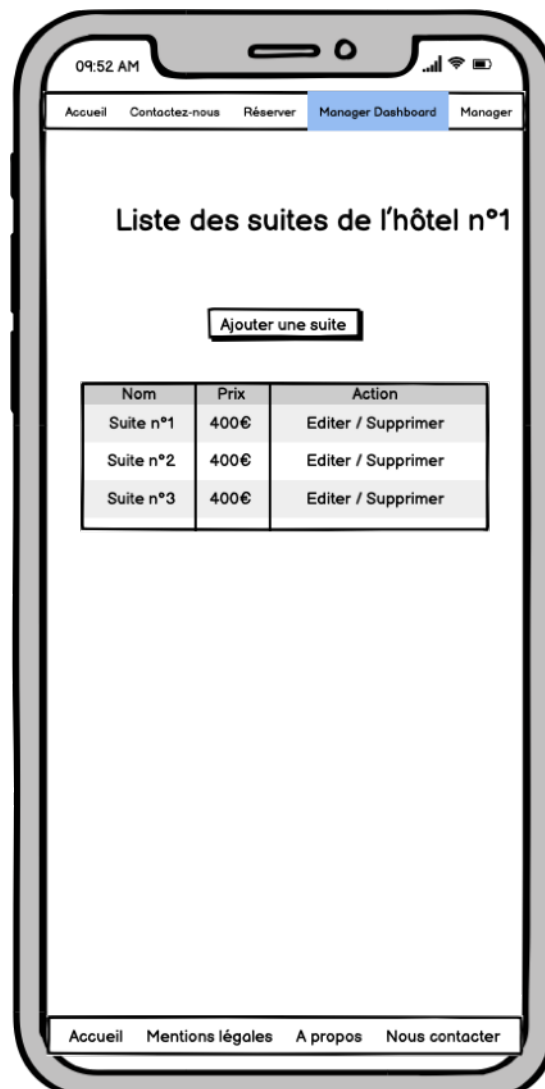 09:52 AM
Accueil Contactez-nous Réserver Manager Dashboard Manager
Liste des suites de l'hôtel n°1
Ajouter une suite
Nom Prix Action
Suite n°1 400€ Editer / Supprimer
Suite n°2 400€ Editer / Supprimer
Suite n°3 400€ Editer / Supprimer
Accueil Mentions légales A propos Nous contacter